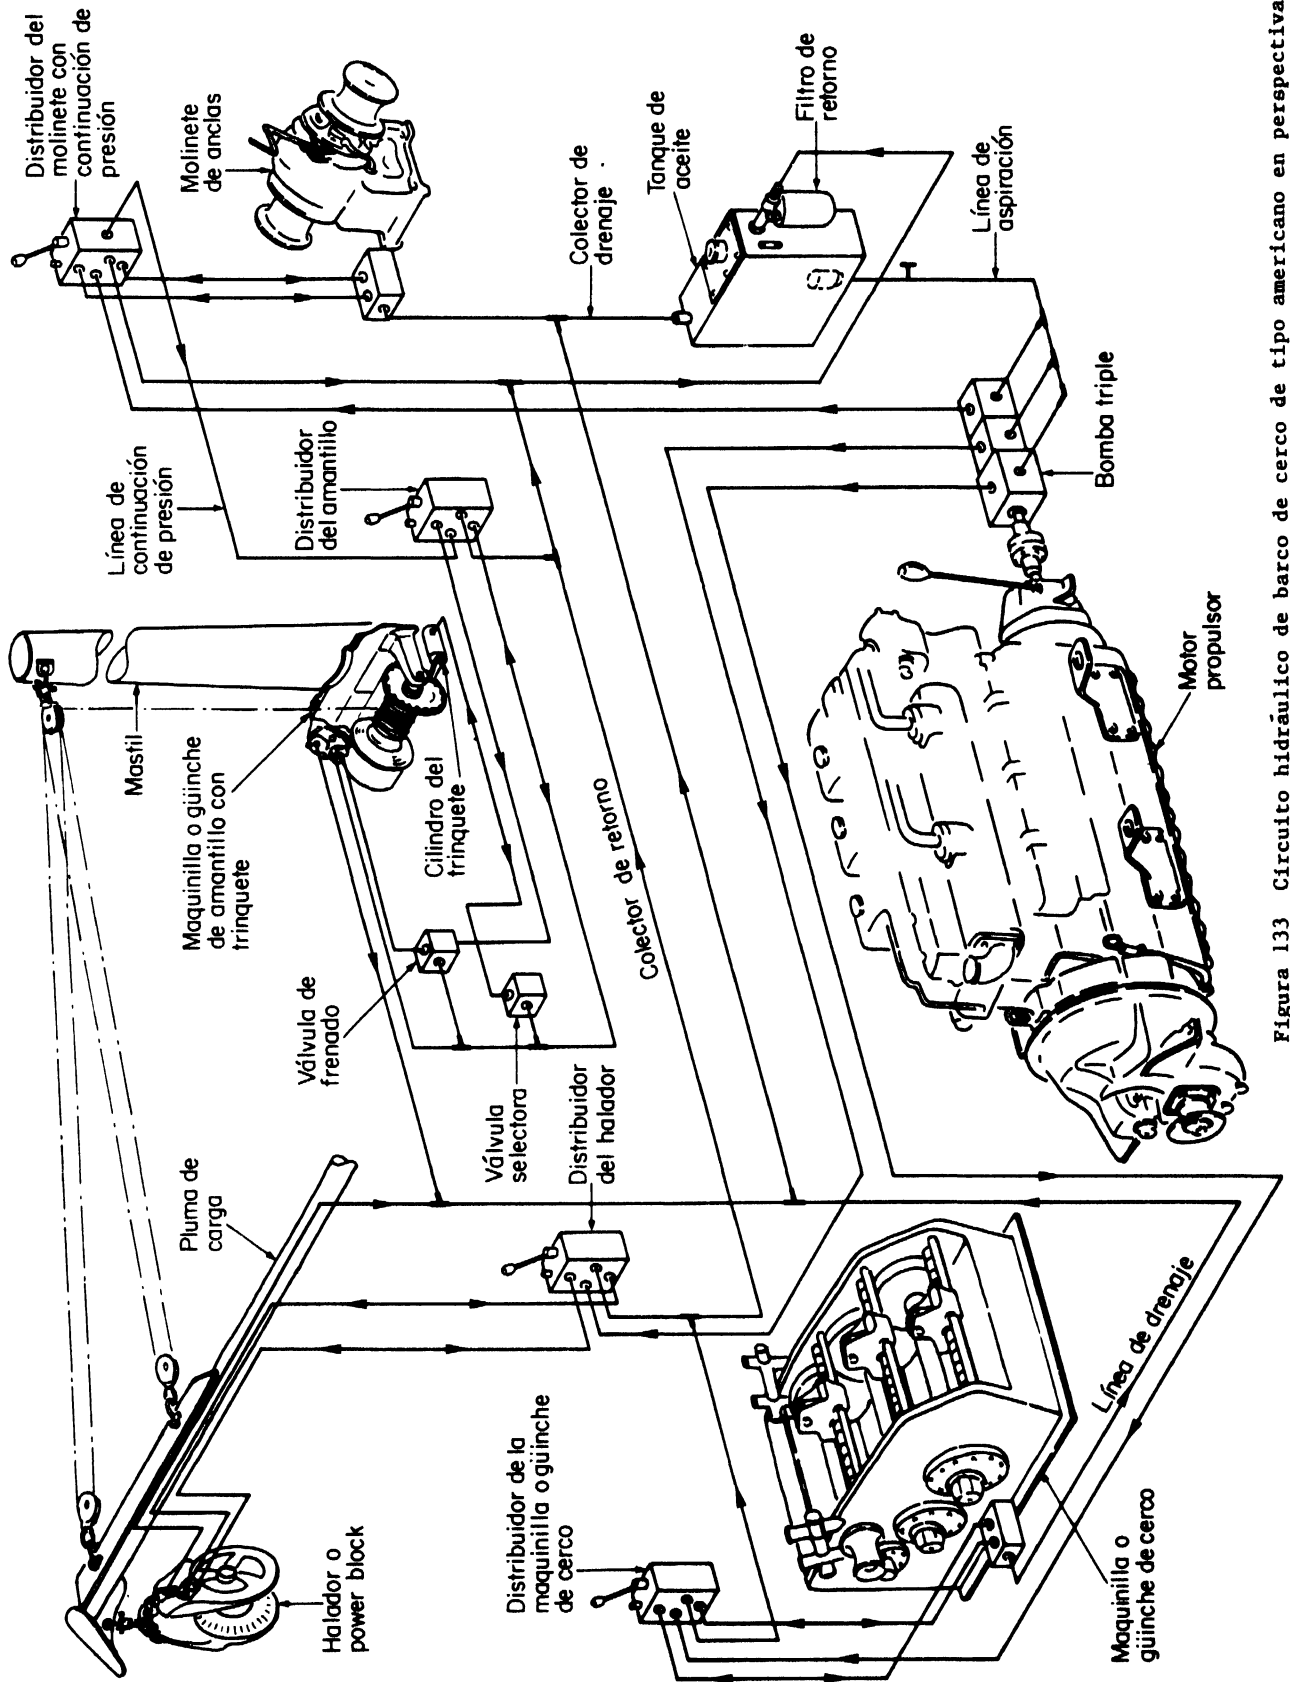 Distribuidor del
molinete con
continuación de
presión
Molinete
de anclas
Línea de
continuación
de presión
Distribuidor
del amantillo
Colector de
drenaje
Tanque de
aceite
Filtro de
retorno
Línea de
aspiración
Bomba triple
Mastil
Maquinilla o güinche
de amantillo con
trinquete
Cilindro del
trinquete
Válvula de
frenado
Válvula
selectora
Colector de retorno
Motor
propulsor
Pluma de
carga
Distribuidor
del halador
Halador o
power block
Distribuidor de la
maquinilla o güinche
de cerco
Línea de drenaje
Maquinilla o
güinche de cerco
Figura 133 Circuito hidráulico de barco de cerco de tipo americano en perspectiva